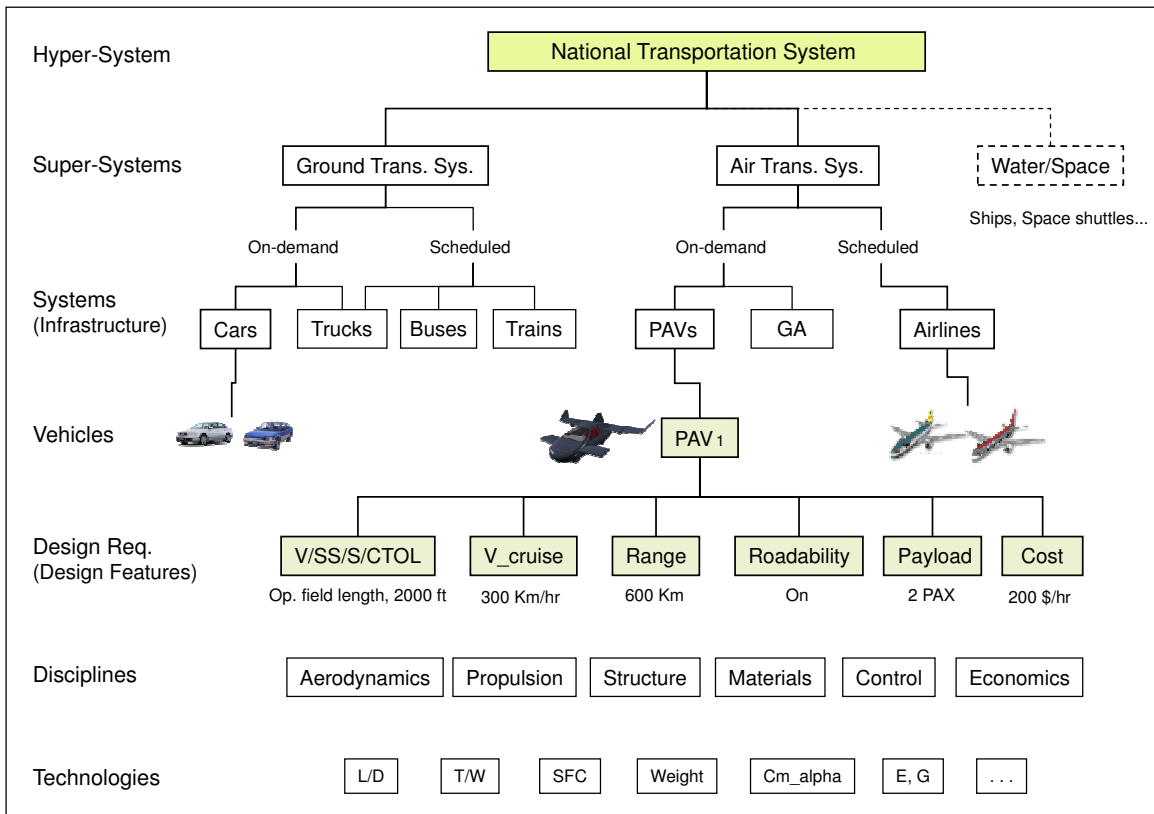 Hyper-System
National Transportation System
Super-Systems
Ground Trans. Sys.
Air Trans. Sys.
Water/Space
Ships, Space shuttles...
On-demand
Scheduled
On-demand
Scheduled
Systems
(Infrastructure)
Cars
Trucks
Buses
Trains
PAVs
GA
Airlines
Vehicles
PAV 1
Design Req.
(Design Features)
V/SS/S/CTOL
V_cruise
Range
Roadability
Payload
Cost
Op. field length, 2000 ft
300 Km/hr
600 Km
On
2 PAX
200 $/hr
Disciplines
Aerodynamics
Propulsion
Structure
Materials
Control
Economics
Technologies
L/D
T/W
SFC
Weight
Cm_alpha
E, G
. . .